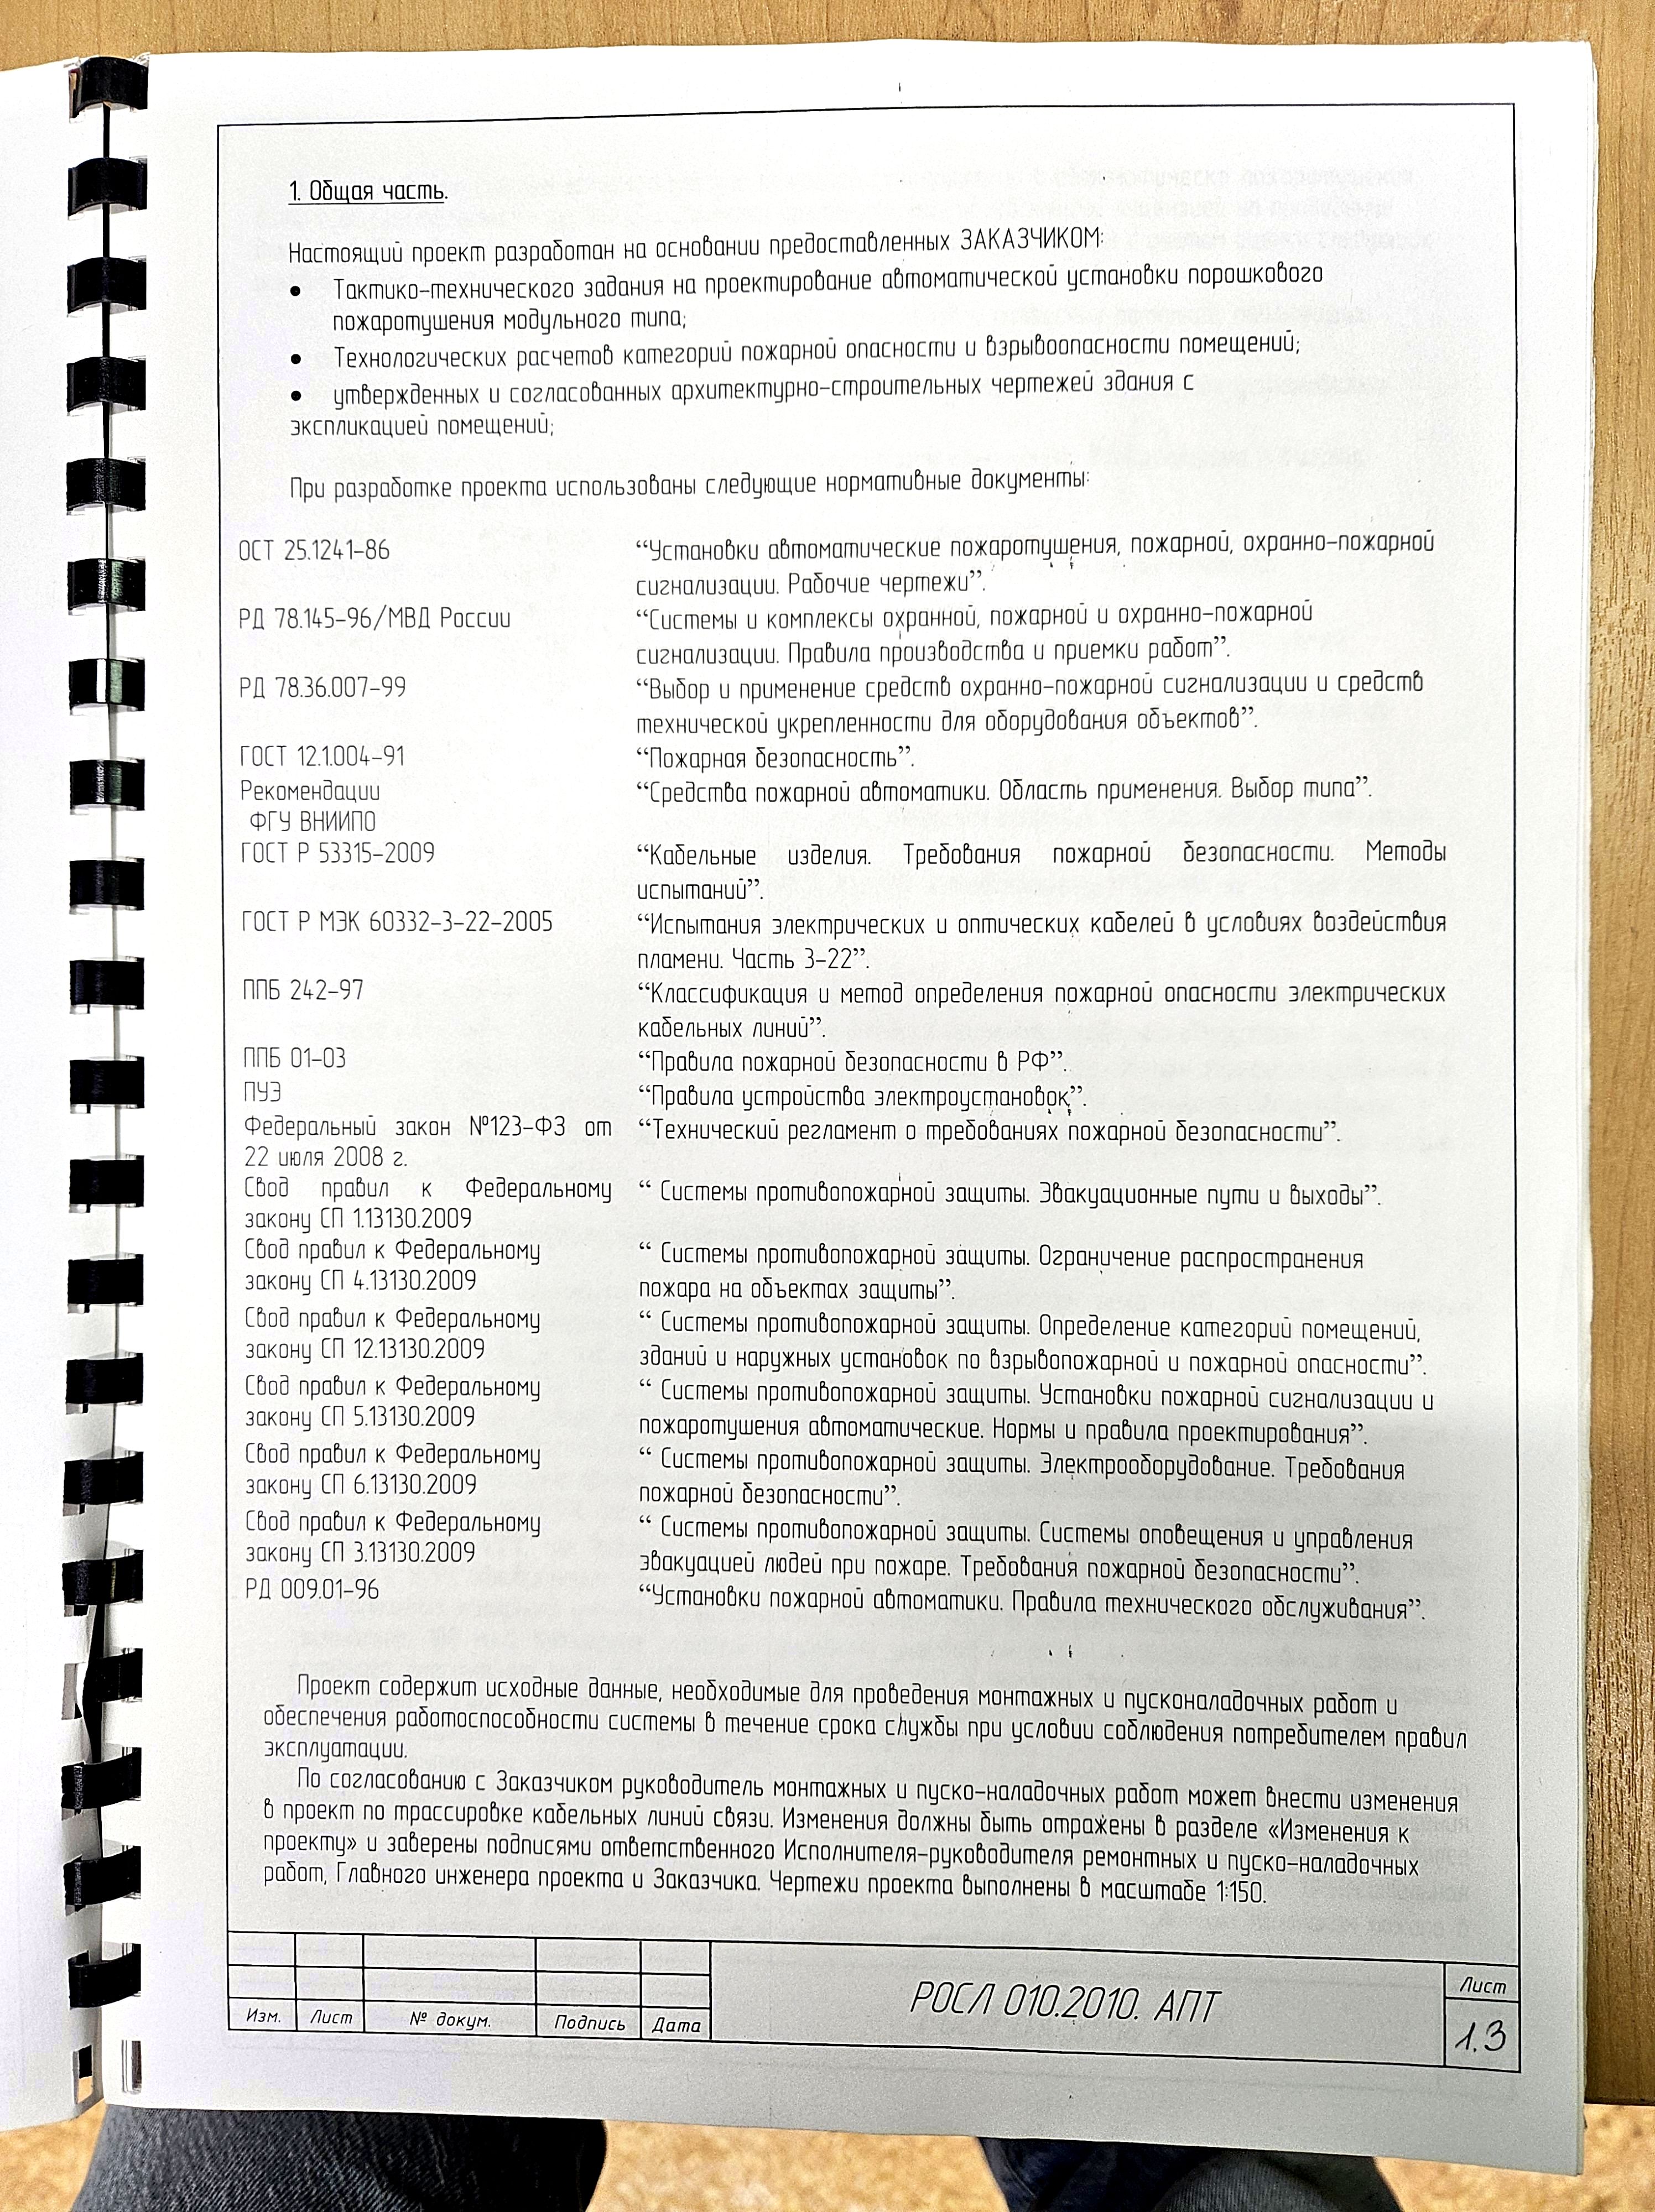 1. Общая часть.
Настоящий проект разработан на основании предоставленных ЗАКАЗЧИКОМ:
• Тактико-технического задания на проектирование автоматической установки порошкового
пожаротушения модульного типа;
• Технологических расчетов категорий пожарной опасности и взрывоопасности помещений;
• утвержденных и согласованных архитектурно-строительных чертежей здания с
экспликацией помещений;
При разработке проекта использованы следующие нормативные документы:
ОСТ 25.1241-86 “Установки автоматические пожаротушения, пожарной, охранно-пожарной
сигнализации. Рабочие чертежи”.
РД 78.145-96/МВД России “Системы и комплексы охранной, пожарной и охранно-пожарной
сигнализации. Правила производства и приемки работ”.
РД 78.36.007-99 “Выбор и применение средств охранно-пожарной сигнализации и средств
технической укрепленности для оборудования объектов”.
ГОСТ 12.1.004-91 “Пожарная безопасность”.
Рекомендации “Средства пожарной автоматики. Область применения. Выбор типа”.
ФГУ ВНИИПО
ГОСТ Р 53315-2009 “Кабельные изделия. Требования пожарной безопасности. Методы
испытаний”.
ГОСТ Р МЭК 60332-3-22-2005 “Испытания электрических и оптических кабелей в условиях воздействия
пламени. Часть 3-22”.
ППБ 242-97 “Классификация и метод определения пожарной опасности электрических
кабельных линий”.
ППБ 01-03 “Правила пожарной безопасности в РФ”.
ПУЭ “Правила устройства электроустановок”.
Федеральный закон №123-ФЗ от “Технический регламент о требованиях пожарной безопасности”.
22 июля 2008 г.
Свод правил к Федеральному “ Системы противопожарной защиты. Эвакуационные пути и выходы”.
закону СП 1.13130.2009
Свод правил к Федеральному “ Системы противопожарной защиты. Ограничение распространения
закону СП 4.13130.2009 пожара на объектах защиты”.
Свод правил к Федеральному “ Системы противопожарной защиты. Определение категорий помещений,
закону СП 12.13130.2009 зданий и наружных установок по взрывопожарной и пожарной опасности”.
Свод правил к Федеральному “ Системы противопожарной защиты. Установки пожарной сигнализации и
закону СП 5.13130.2009 пожаротушения автоматические. Нормы и правила проектирования”.
Свод правил к Федеральному “ Системы противопожарной защиты. Электрооборудование. Требования
закону СП 6.13130.2009 пожарной безопасности”.
Свод правил к Федеральному “ Системы противопожарной защиты. Системы оповещения и управления
закону СП 3.13130.2009 эвакуацией людей при пожаре. Требования пожарной безопасности”.
РД 009.01-96 “Установки пожарной автоматики. Правила технического обслуживания”.
Проект содержит исходные данные, необходимые для проведения монтажных и пусконаладочных работ и
обеспечения работоспособности системы в течение срока службы при условии соблюдения потребителем правил
эксплуатации.
По согласованию с Заказчиком руководитель монтажных и пуско-наладочных работ может внести изменения
в проект по трассировке кабельных линий связи. Изменения должны быть отражены в разделе «Изменения к
проекту» и заверены подписями ответственного Исполнителя-руководителя ремонтных и пуско-наладочных
работ, Главного инженера проекта и Заказчика. Чертежи проекта выполнены в масштабе 1:150.
Изм. Лист № докум. Подпись Дата
РОСЛ 010.2010. АПТ
Лист
1.3